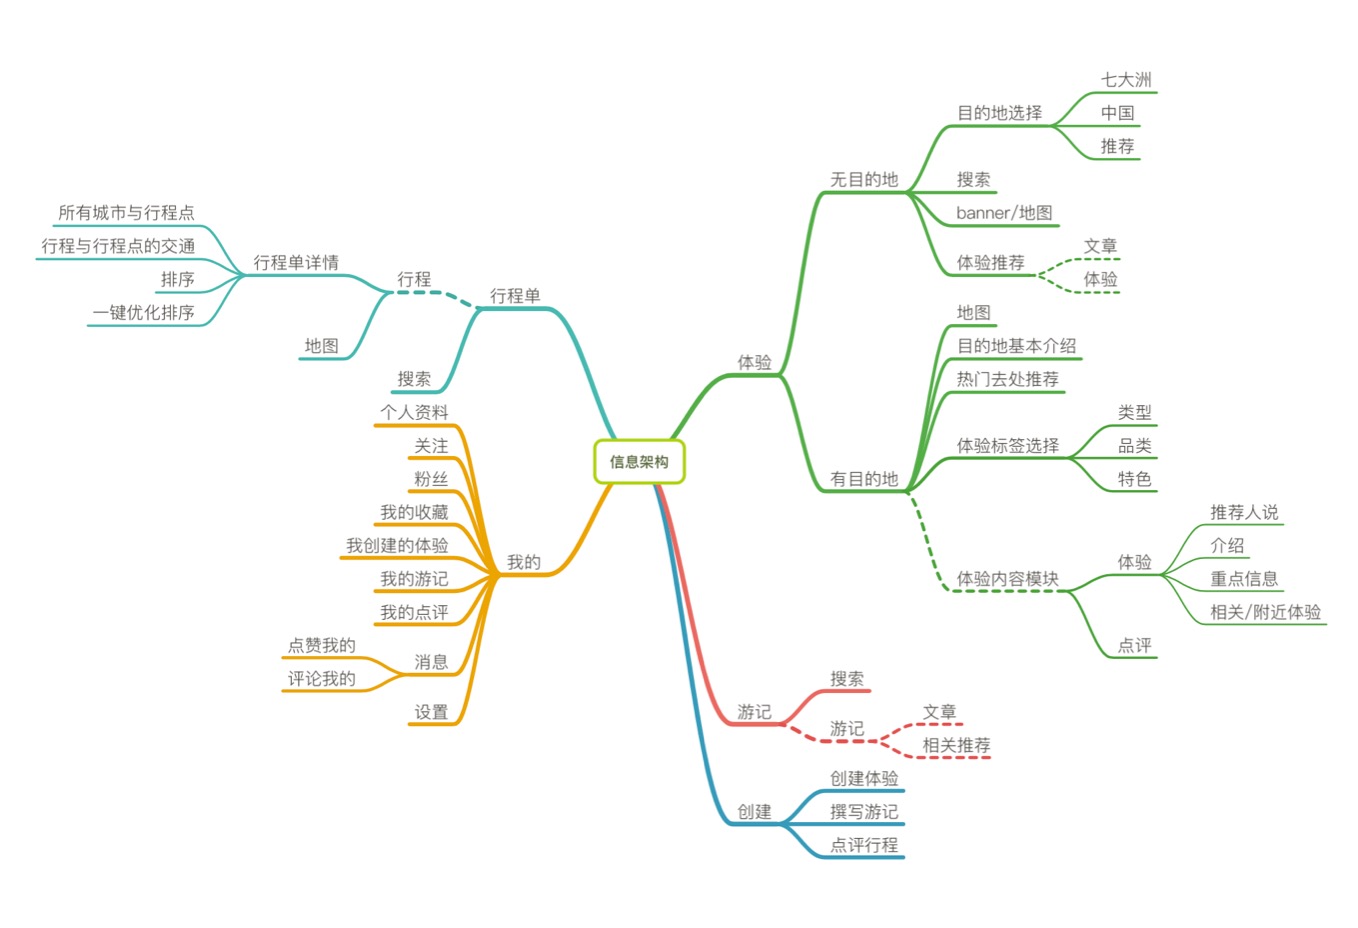 信息架构
体验
无目的地
目的地选择
七大洲
中国
推荐
搜索
banner/地图
体验推荐
文章
体验
有目的地
地图
目的地基本介绍
热门去处推荐
体验标签选择
类型
品类
特色
体验内容模块
体验
推荐人说
介绍
重点信息
相关/附近体验
点评
游记
搜索
游记
文章
相关推荐
创建
创建体验
撰写游记
点评行程
行程单
行程
行程单详情
所有城市与行程点
行程与行程点的交通
排序
一键优化排序
地图
搜索
我的
个人资料
关注
粉丝
我的收藏
我创建的体验
我的游记
我的点评
消息
点赞我的
评论我的
设置